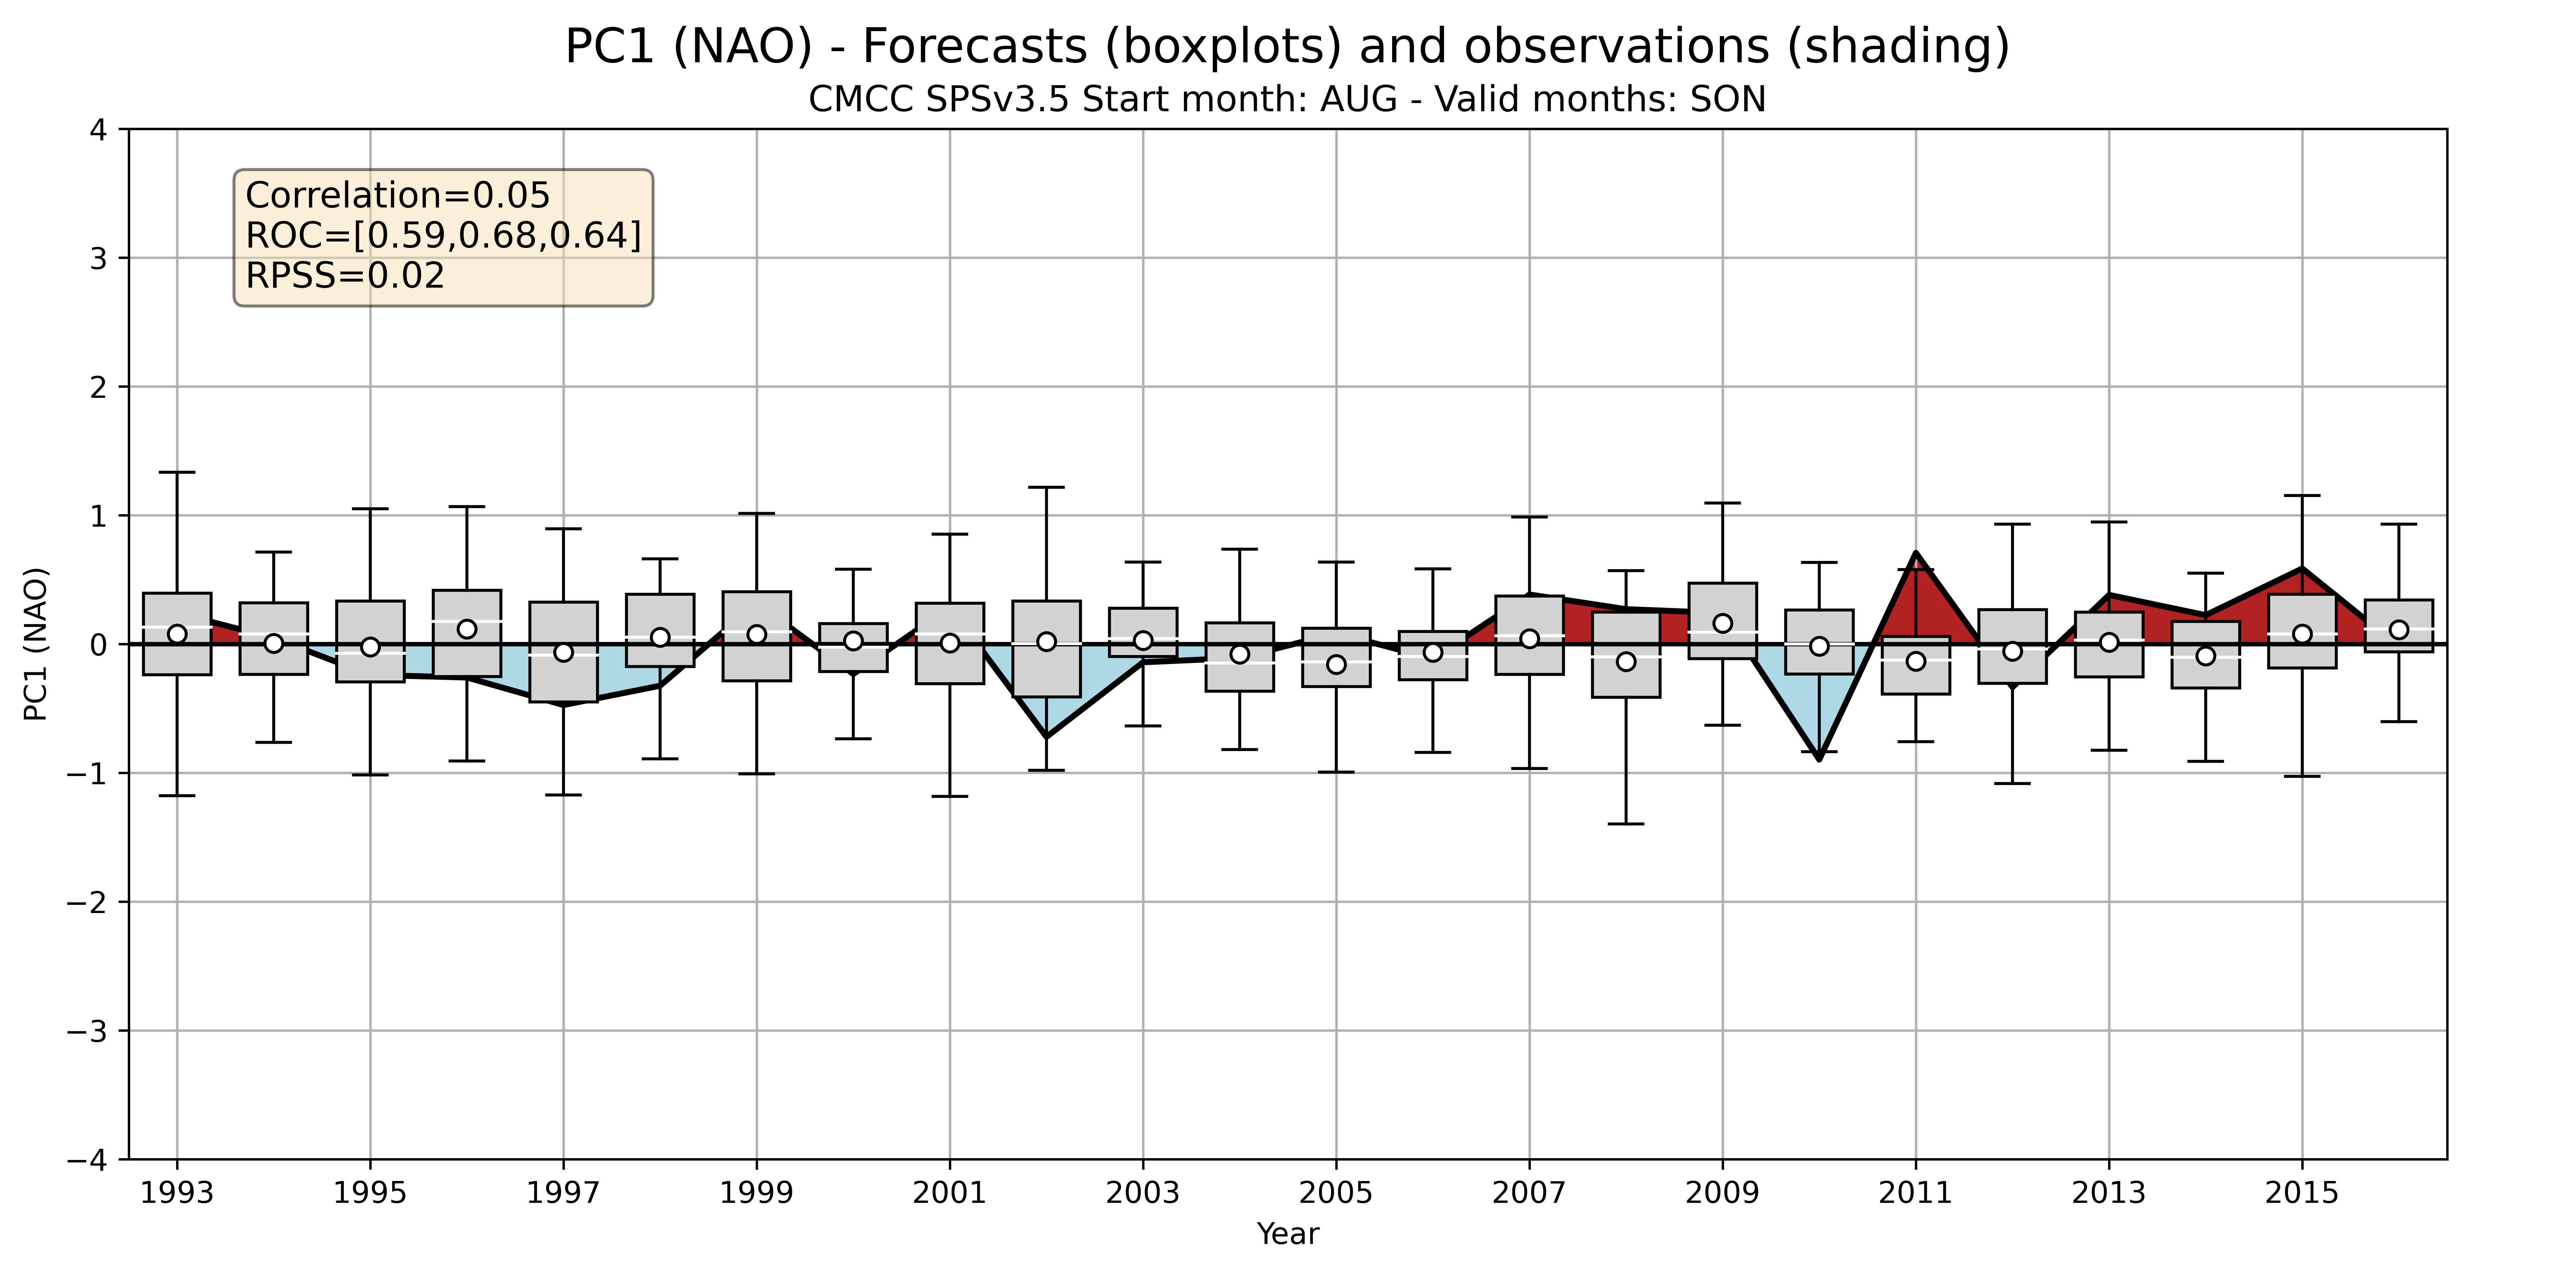 PC1 (NAO) - Forecasts (boxplots) and observations (shading)
CMCC SPSv3.5 Start month: AUG - Valid months: SON
Correlation=0.05
ROC=[0.59,0.68,0.64]
RPSS=0.02
PC1 (NAO)
4
3
2
1
0
−1
−2
−3
−4
1993 1995 1997 1999 2001 2003 2005 2007 2009 2011 2013 2015
Year